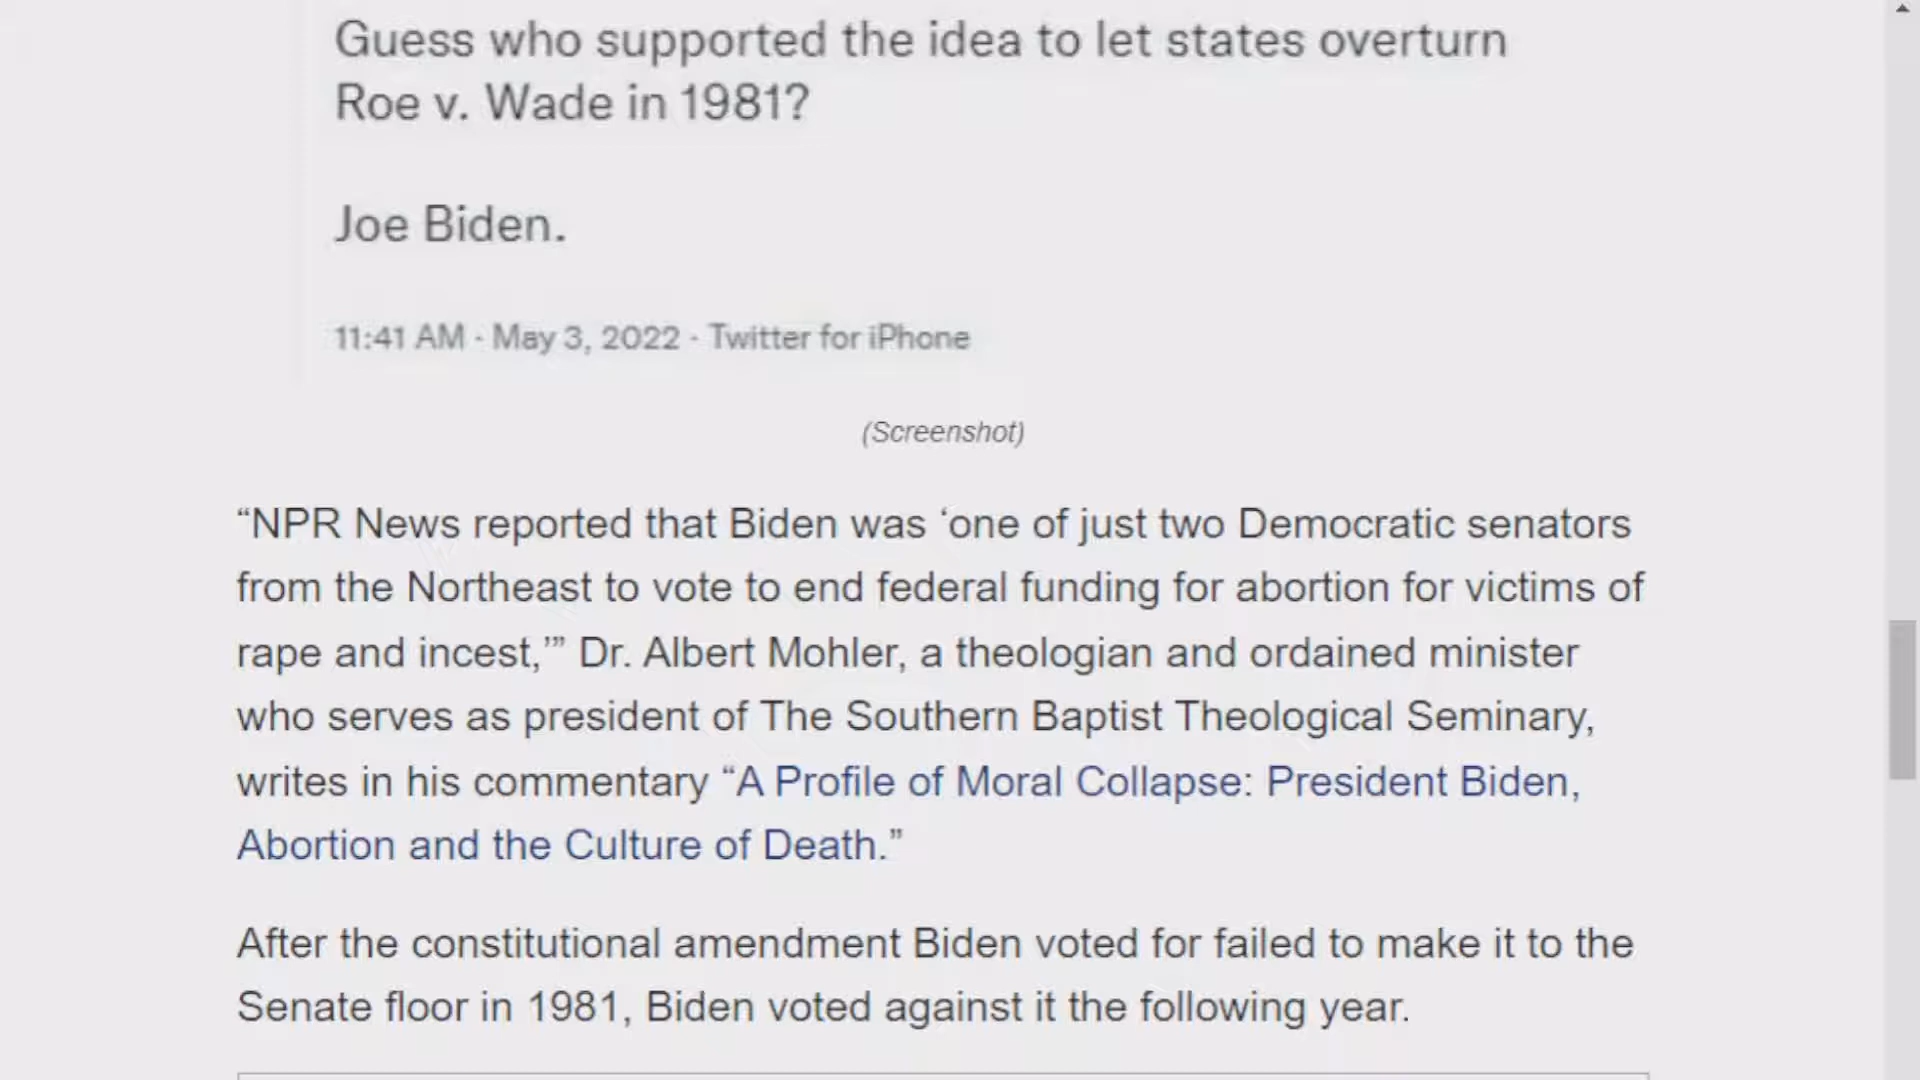 Guess who supported the idea to let states overturn
Roe v. Wade in 1981?
Joe Biden.
11:41 AM · May 3, 2022 · Twitter for iPhone
(Screenshot)
“NPR News reported that Biden was ‘one of just two Democratic senators
from the Northeast to vote to end federal funding for abortion for victims of
rape and incest,’” Dr. Albert Mohler, a theologian and ordained minister
who serves as president of The Southern Baptist Theological Seminary,
writes in his commentary “A Profile of Moral Collapse: President Biden,
Abortion and the Culture of Death.”
After the constitutional amendment Biden voted for failed to make it to the
Senate floor in 1981, Biden voted against it the following year.